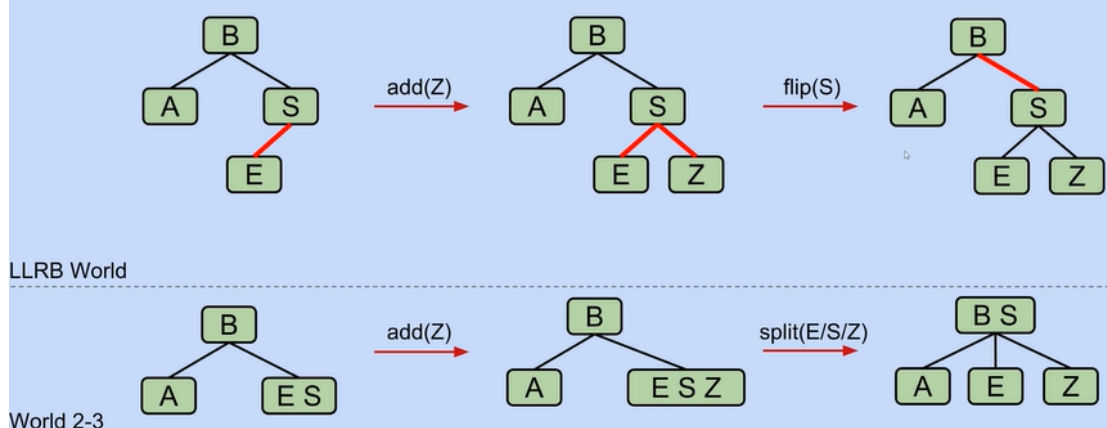 B B B
add(Z) flip(S)
A S A S A S
E E Z E Z
LLRB World
B add(Z) B split(E/S/Z) B S
A E S A E S Z A E Z
World 2-3